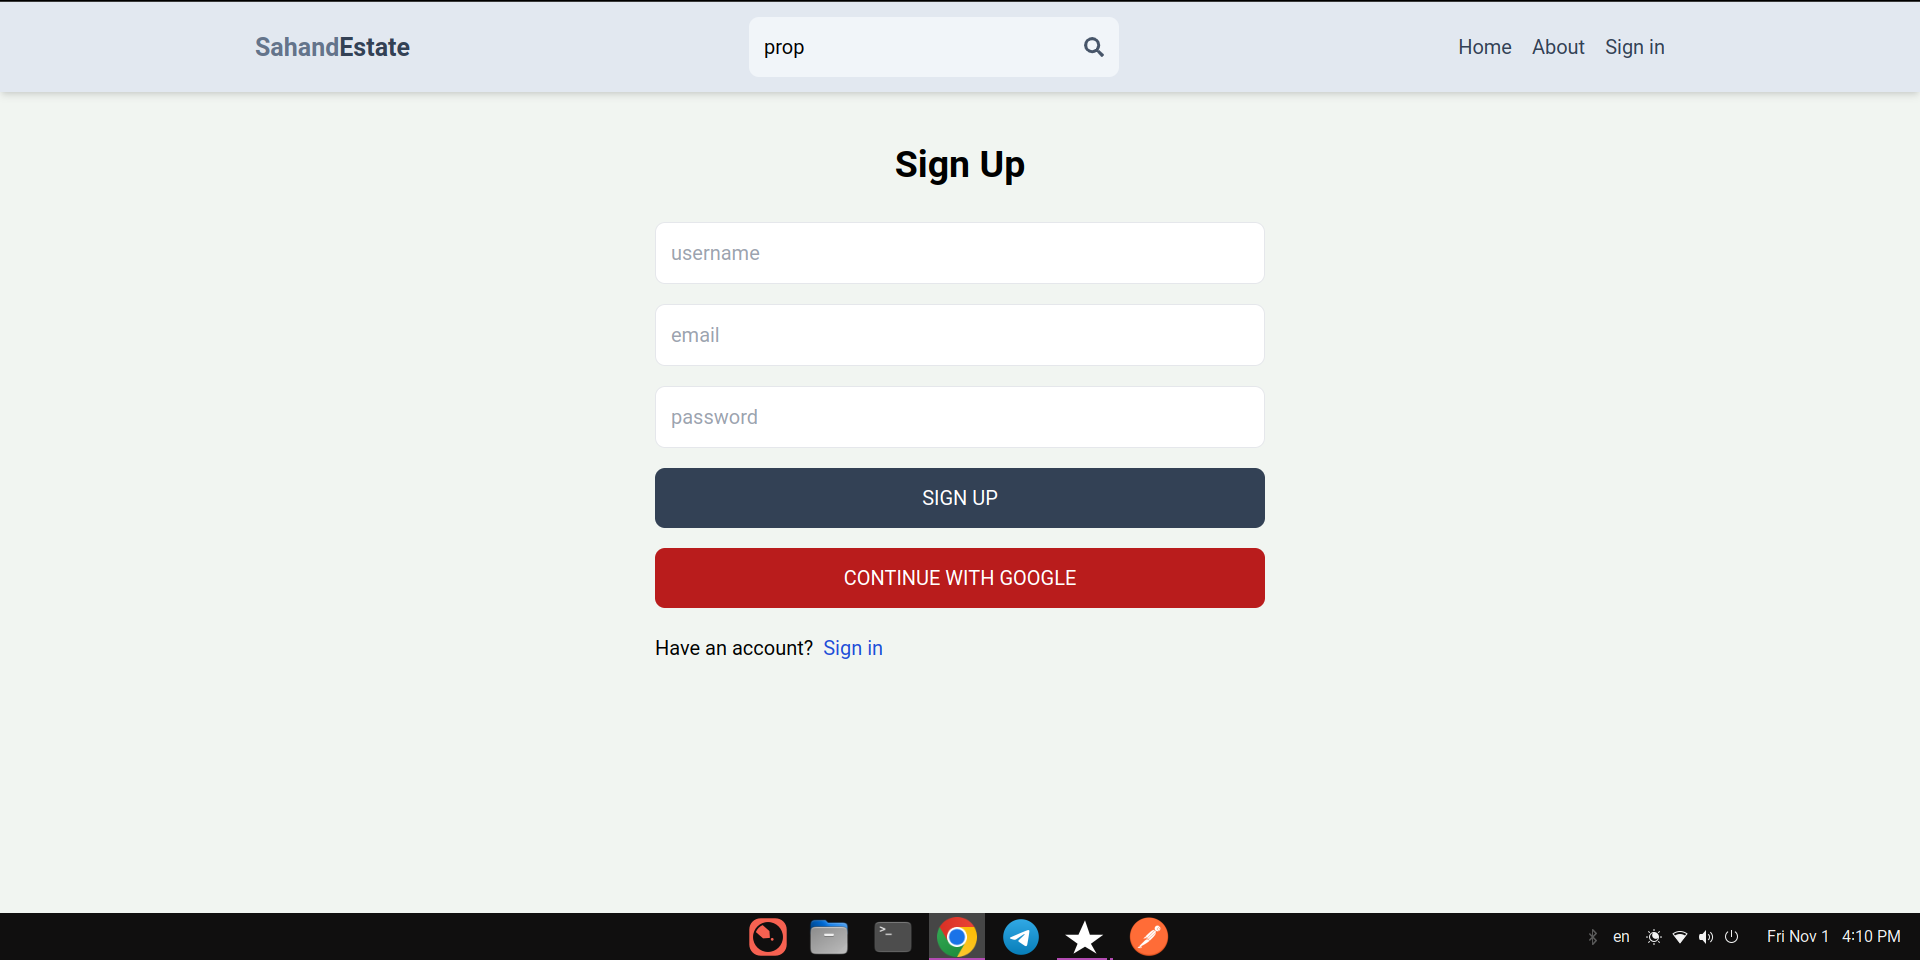 SahandEstate
prop
Home About Sign in
Sign Up
username
email
password
SIGN UP
CONTINUE WITH GOOGLE
Have an account? Sign in
>_
en
Fri Nov 1 4:10 PM